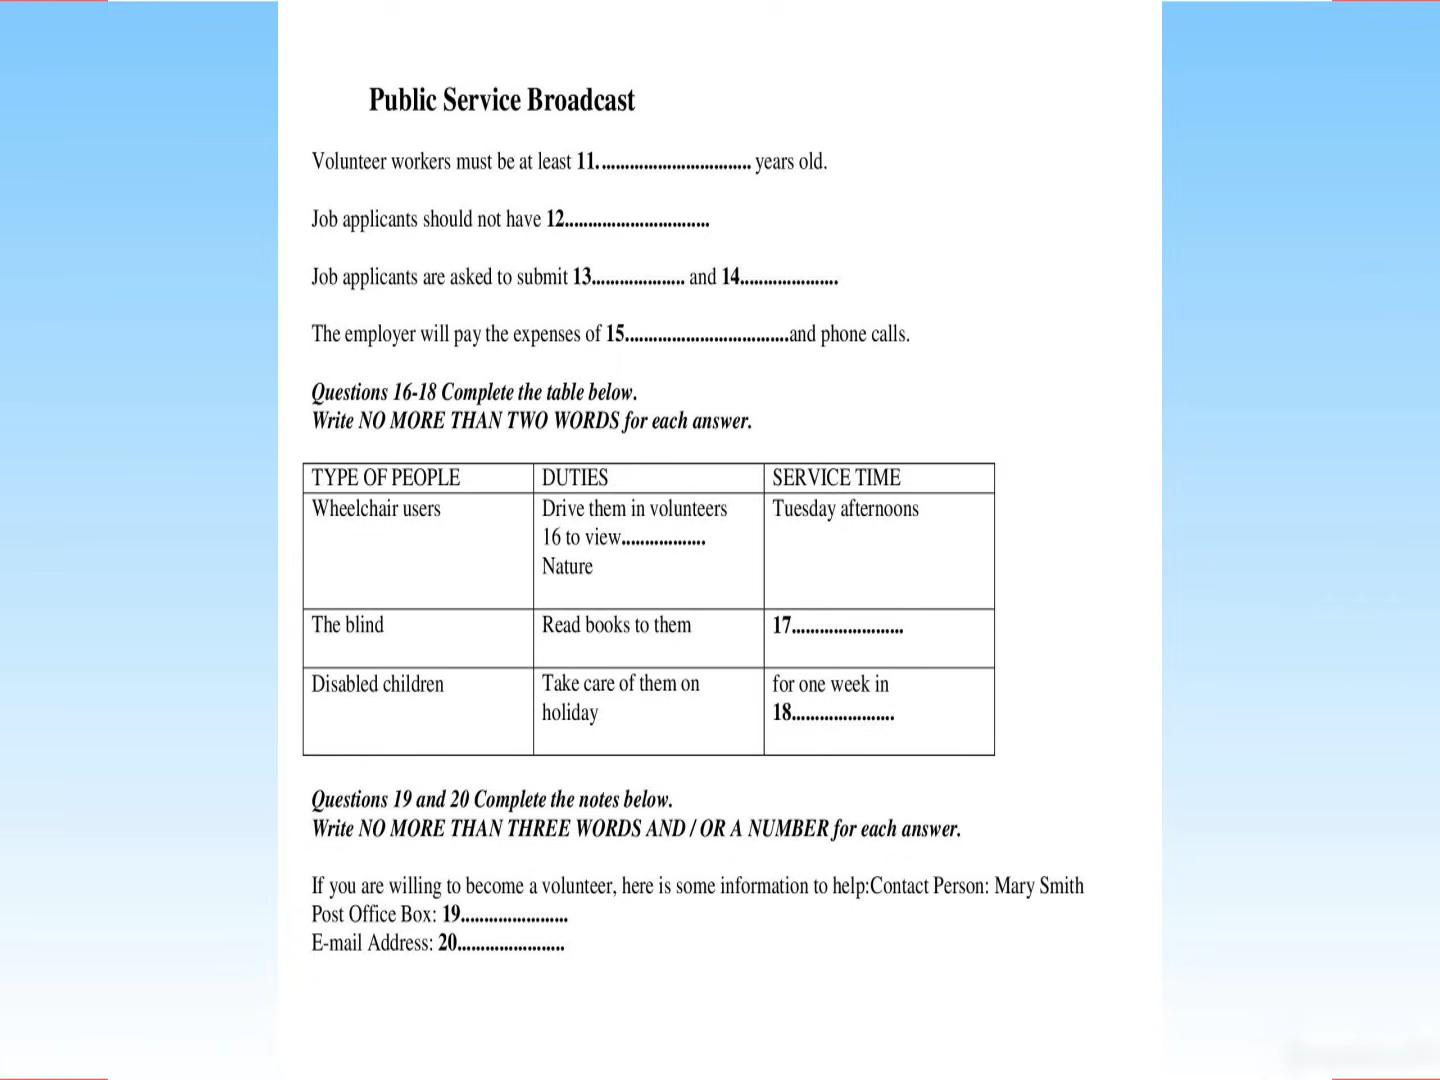 Public Service Broadcast
Volunteer workers must be at least 11................................. years old.
Job applicants should not have 12...............................
Job applicants are asked to submit 13.................... and 14.....................
The employer will pay the expenses of 15...................................and phone calls.
Questions 16-18 Complete the table below.
Write NO MORE THAN TWO WORDS for each answer.
TYPE OF PEOPLE DUTIES SERVICE TIME
Wheelchair users Drive them in volunteers Tuesday afternoons
16 to view..................
Nature
The blind Read books to them 17........................
Disabled children Take care of them on for one week in
holiday 18......................
Questions 19 and 20 Complete the notes below.
Write NO MORE THAN THREE WORDS AND / OR A NUMBER for each answer.
If you are willing to become a volunteer, here is some information to help:Contact Person: Mary Smith
Post Office Box: 19.......................
E-mail Address: 20.......................